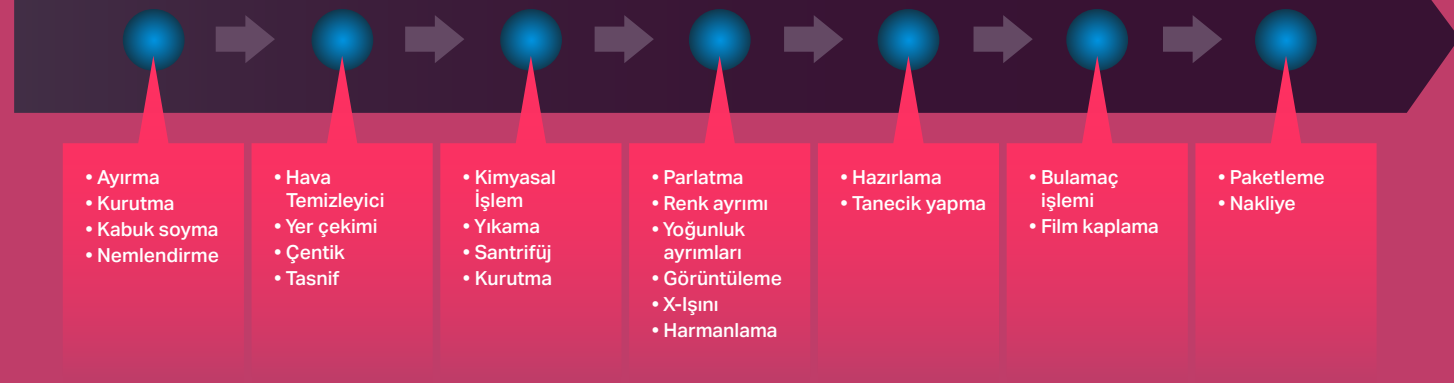 • Ayırma
• Kurutma
• Kabuk soyma
• Nemlendirme
• Hava
Temizleyici
• Yer çekimi
• Çentik
• Tasnif
• Kimyasal
İşlem
• Yıkama
• Santrifüj
• Kurutma
• Parlatma
• Renk ayrımı
• Yoğunluk
ayrımları
• Görüntüleme
• X-Işını
• Harmanlama
• Hazırlama
• Tanecik yapma
• Bulamaç
işlemi
• Film kaplama
• Paketleme
• Nakliye